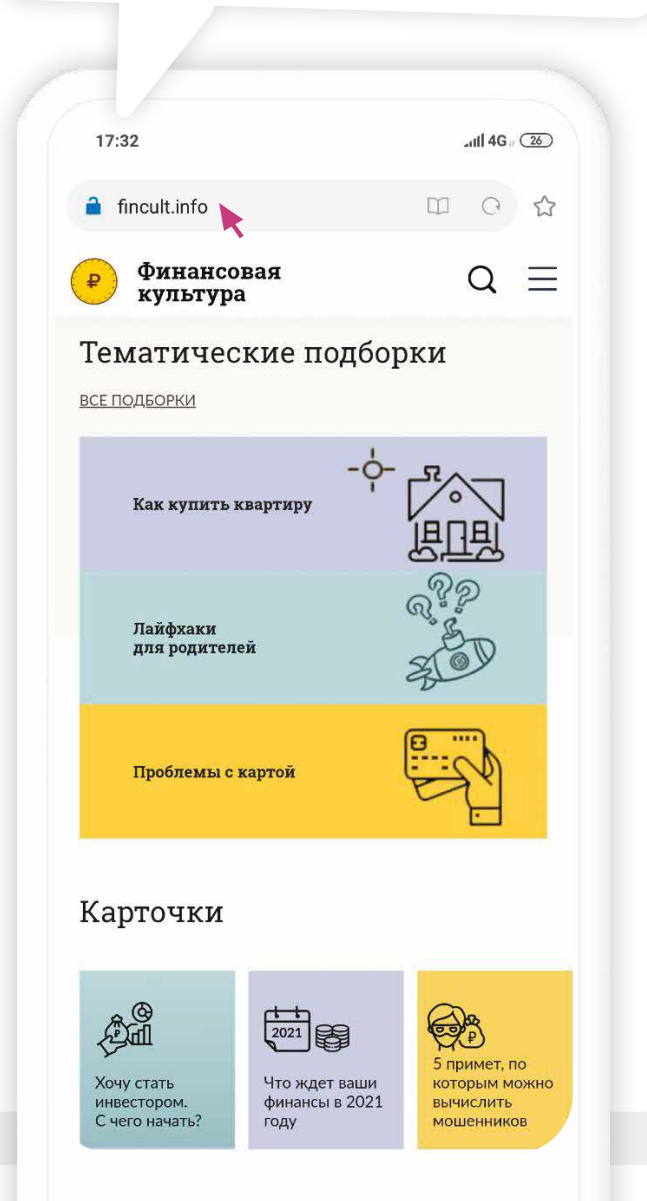 17:32
4G 26
fincult.info
₽
Финансовая
культура
Тематические подборки
ВСЕ ПОДБОРКИ
Как купить квартиру
Лайфхаки
для родителей
Проблемы с картой
Карточки
₽
Хочу стать
инвестором.
С чего начать?
2021
Что ждет ваши
финансы в 2021
году
₽
5 примет, по
которым можно
вычислить
мошенников